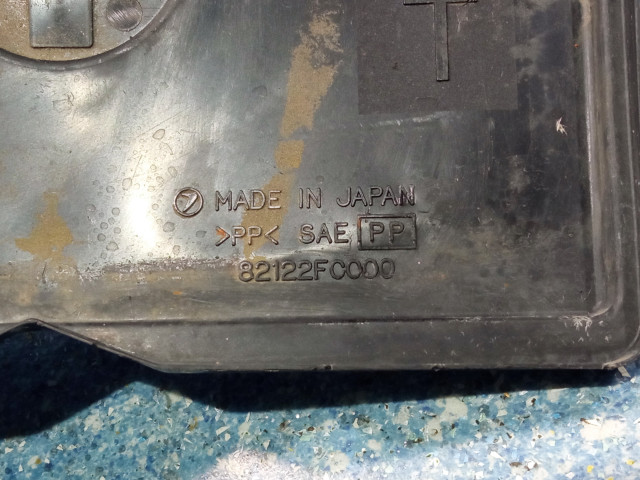 MADE IN JAPAN
>PP< SAE PP
82122FC000